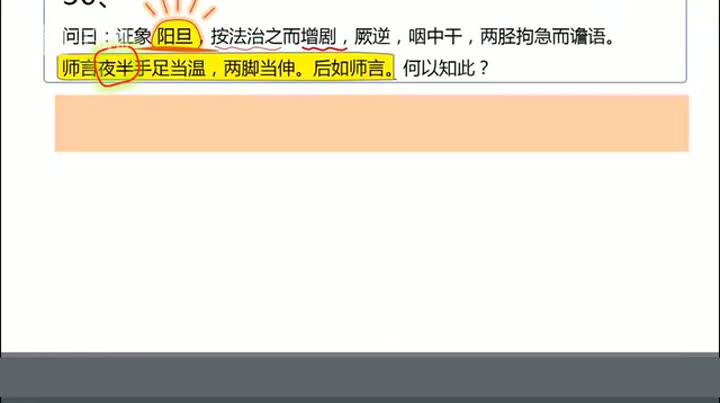 30、
问曰：证象阳旦，按法治之而增剧，厥逆，咽中干，两胫拘急而谵语。
师言夜半手足当温，两脚当伸。后如师言。何以知此？